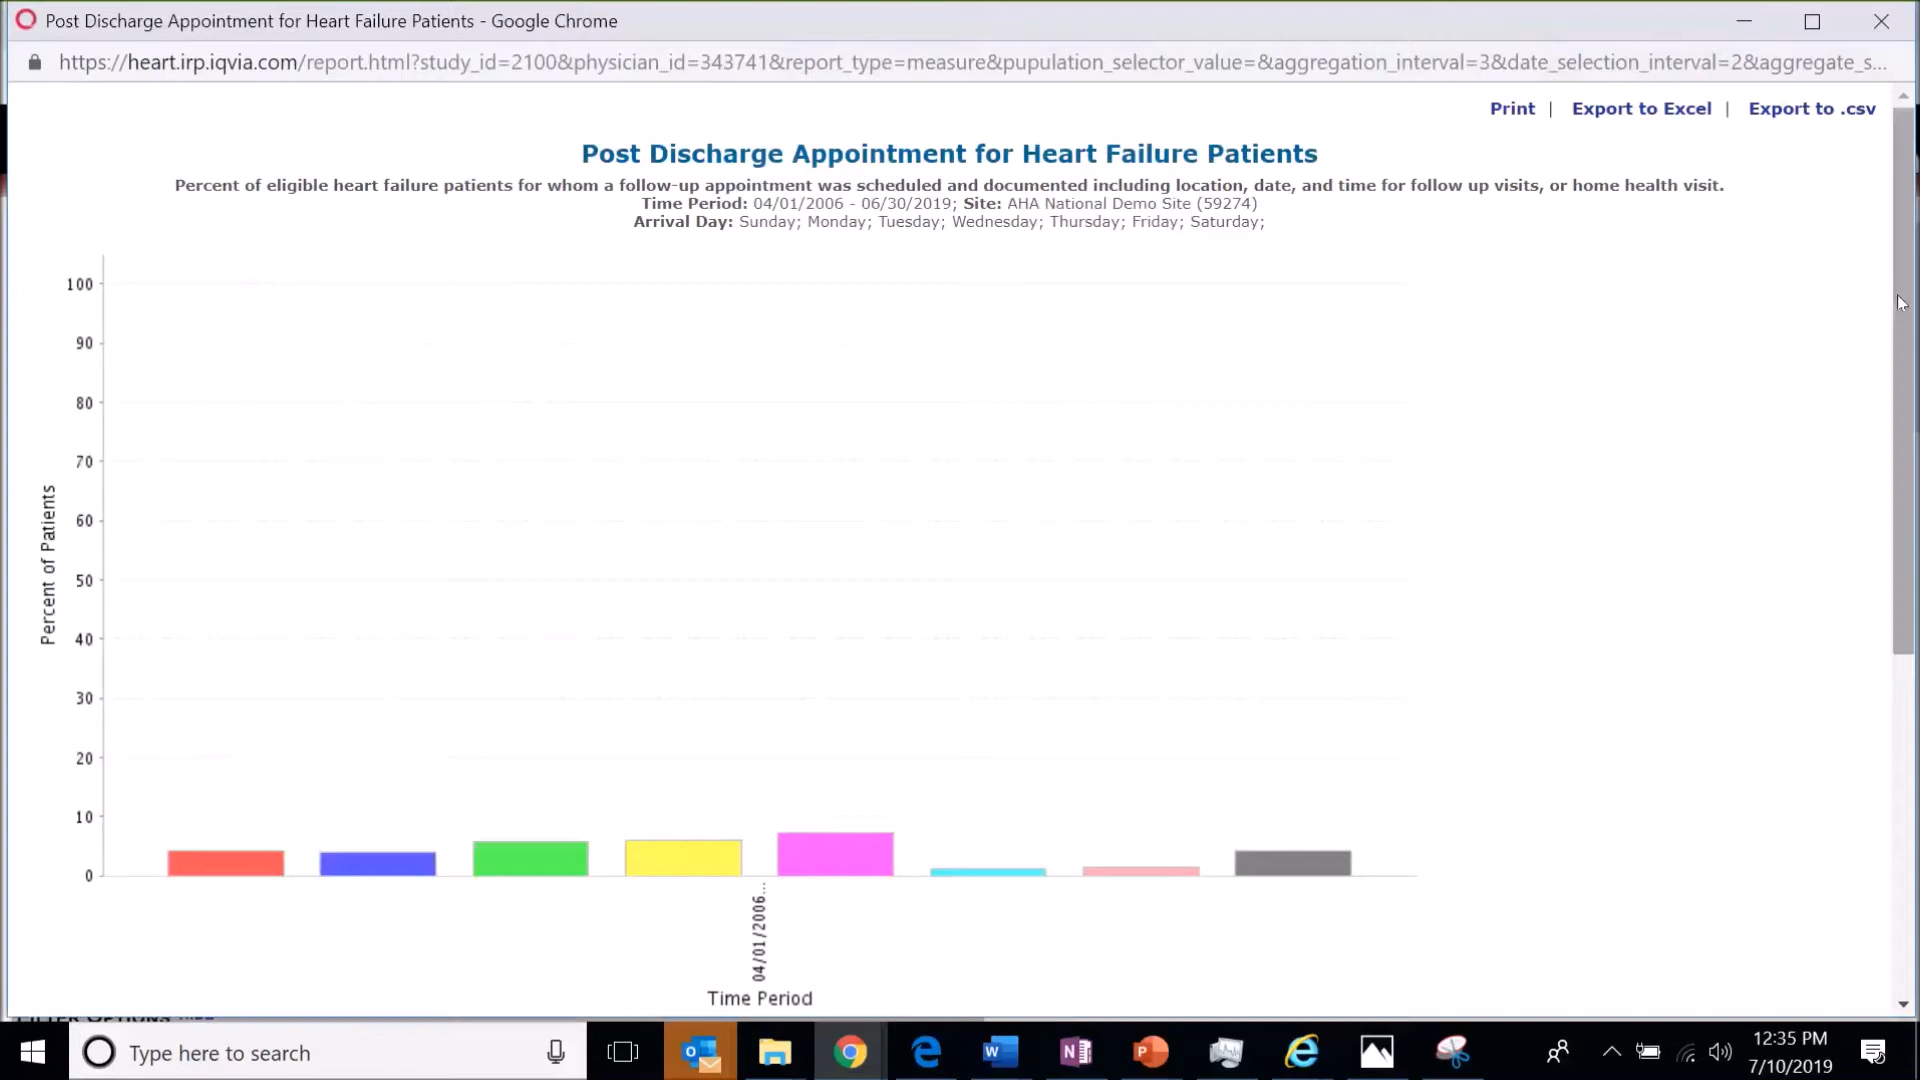 Post Discharge Appointment for Heart Failure Patients - Google Chrome
https://heart.irp.iqvia.com/report.html?study_id=2100&physician_id=343741&report_type=measure&pupulation_selector_value=&aggregation_interval=3&date_selection_interval=2&aggregate_s...
Print | Export to Excel | Export to .csv
Post Discharge Appointment for Heart Failure Patients
Percent of eligible heart failure patients for whom a follow-up appointment was scheduled and documented including location, date, and time for follow up visits, or home health visit.
Time Period: 04/01/2006 - 06/30/2019; Site: AHA National Demo Site (59274)
Arrival Day: Sunday; Monday; Tuesday; Wednesday; Thursday; Friday; Saturday;
100
90
80
70
60
50
40
30
20
10
0
Percent of Patients
04/01/2006...
Time Period
Type here to search
12:35 PM
7/10/2019